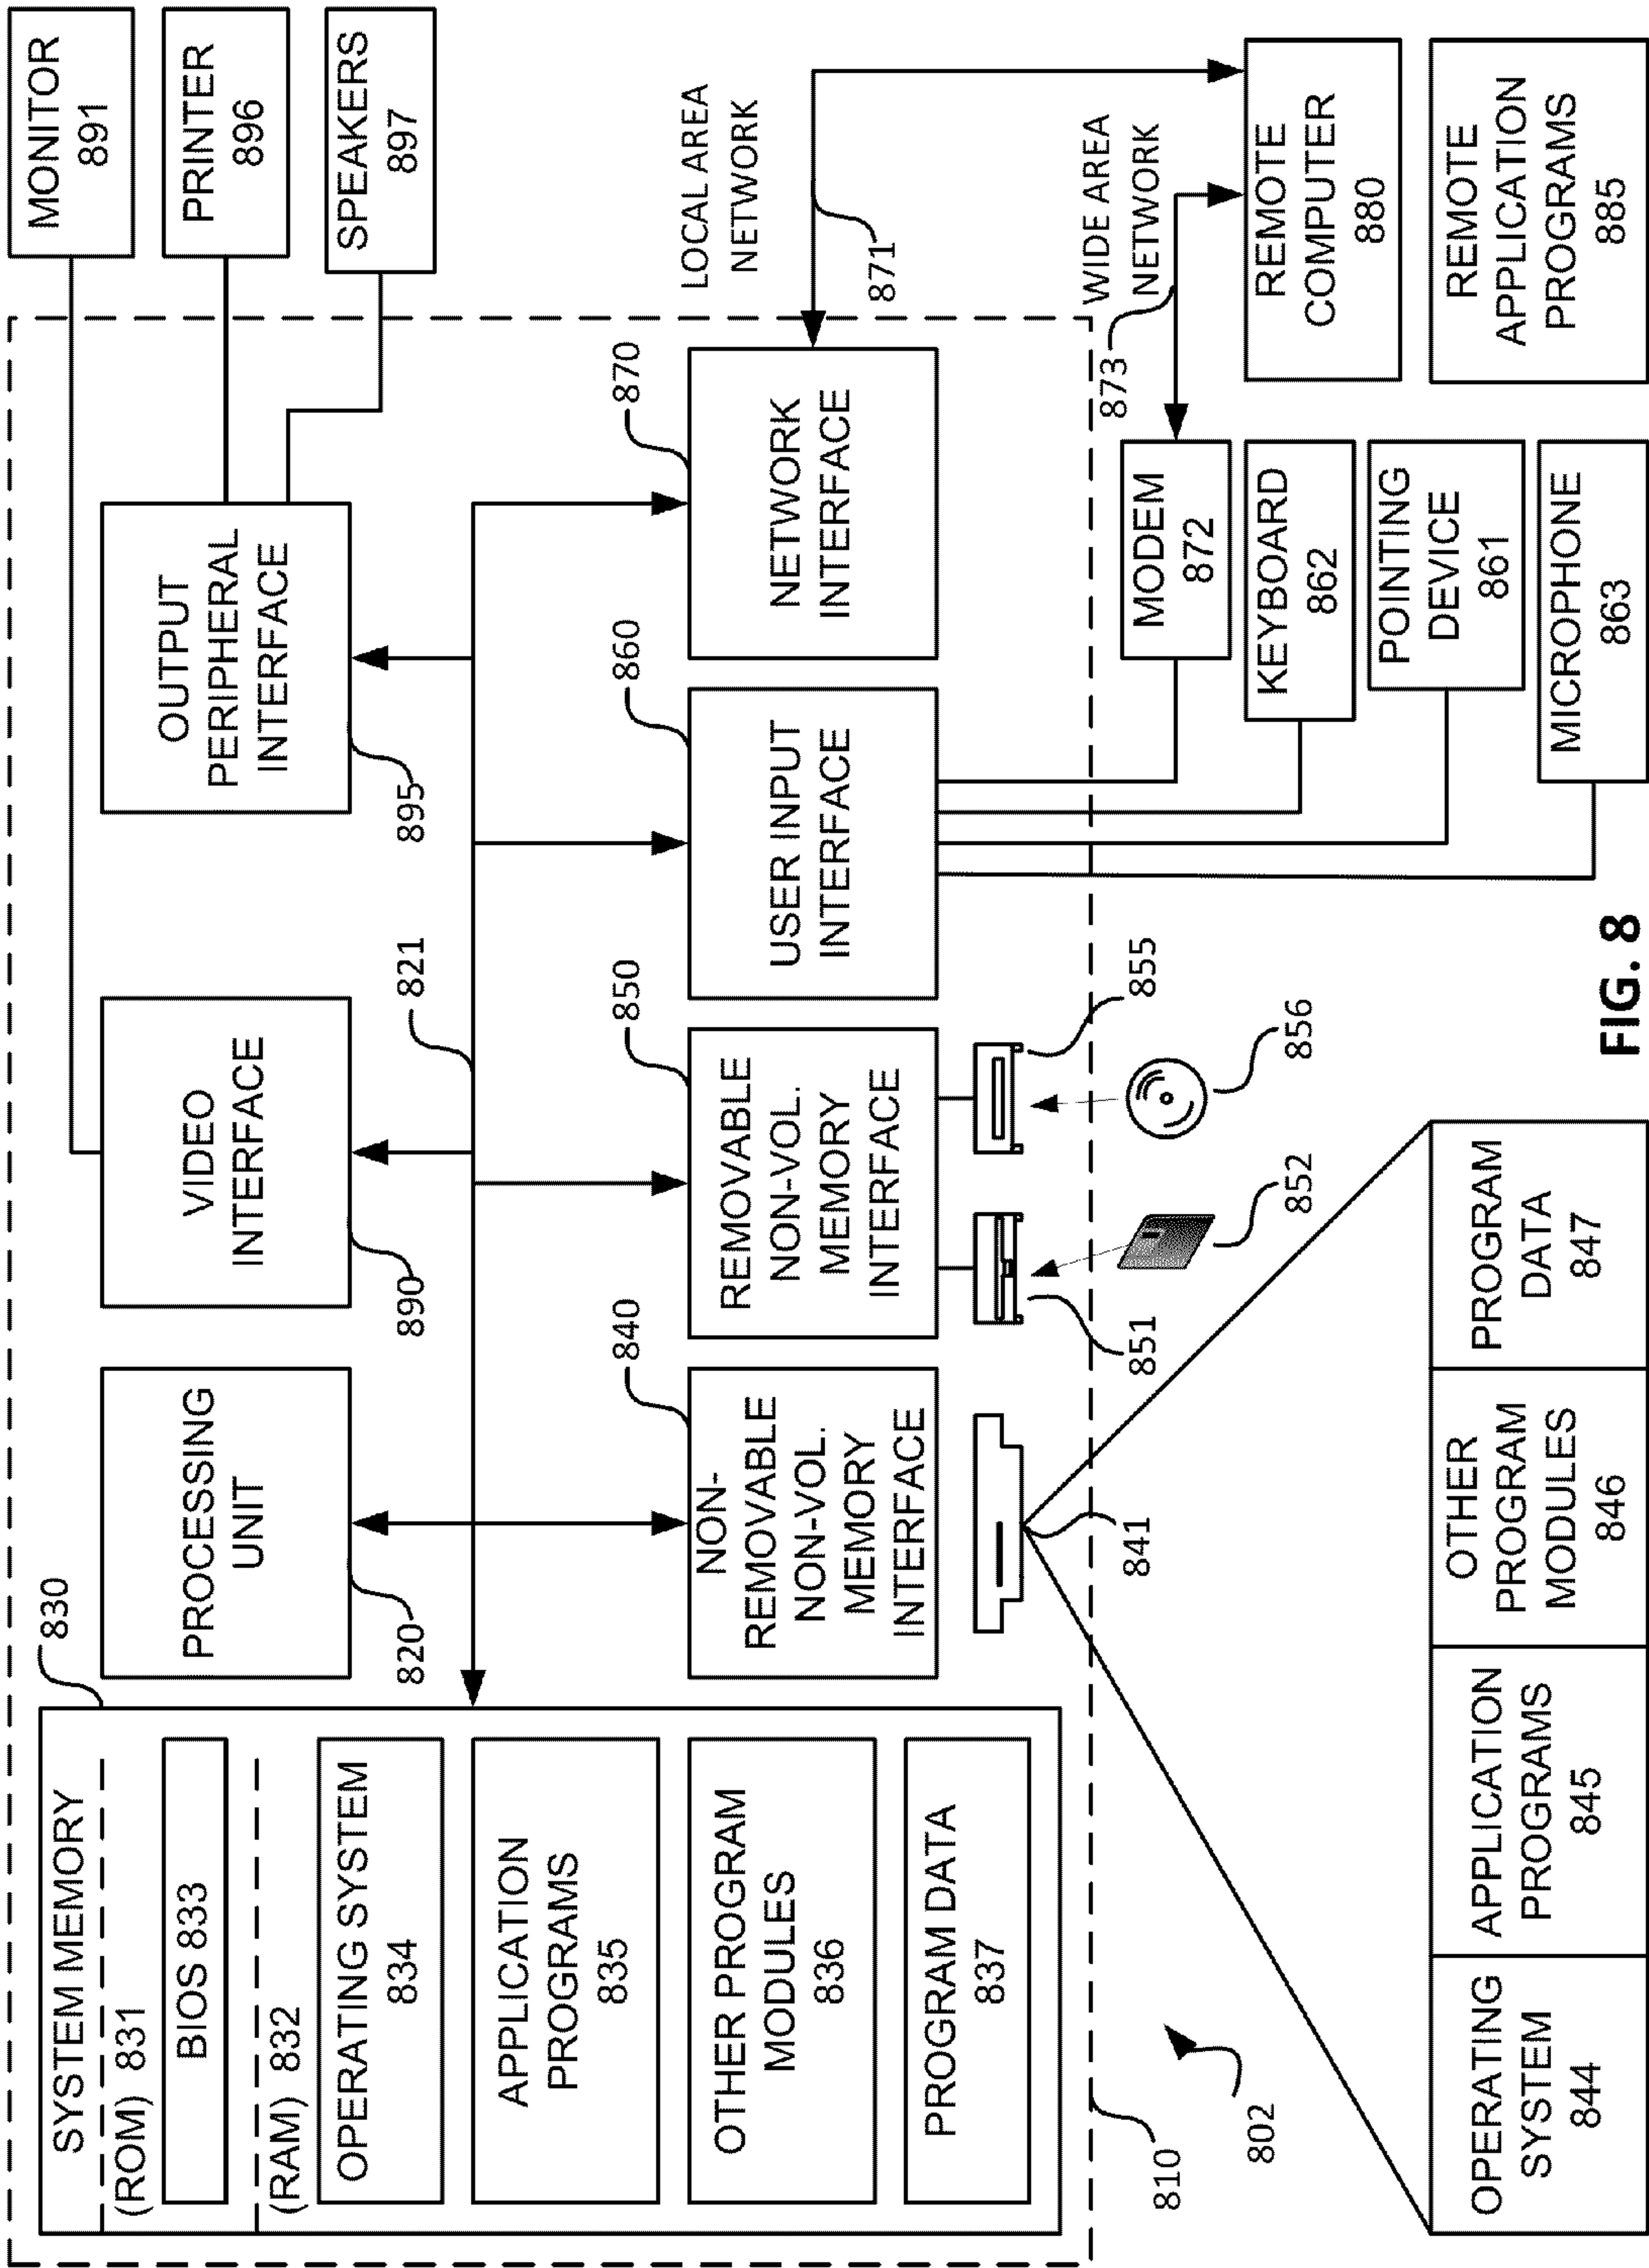 SYSTEM MEMORY
(ROM) 831
BIOS 833
(RAM) 832
OPERATING SYSTEM
834
APPLICATION
PROGRAMS
835
OTHER PROGRAM
MODULES
836
PROGRAM DATA
837
830
PROCESSING
UNIT
820
VIDEO
INTERFACE
890
821
OUTPUT
PERIPHERAL
INTERFACE
895
MONITOR
891
PRINTER
896
SPEAKERS
897
840
NON-
REMOVABLE
NON-VOL.
MEMORY
INTERFACE
850
REMOVABLE
NON-VOL.
MEMORY
INTERFACE
860
USER INPUT
INTERFACE
870
NETWORK
INTERFACE
LOCAL AREA
NETWORK
871
810
802
841
851
852
855
856
873
WIDE AREA
NETWORK
MODEM
872
KEYBOARD
862
POINTING
DEVICE
861
MICROPHONE
863
REMOTE
COMPUTER
880
REMOTE
APPLICATION
PROGRAMS
885
OPERATING
SYSTEM
844
APPLICATION
PROGRAMS
845
OTHER
PROGRAM
MODULES
846
PROGRAM
DATA
847
FIG. 8